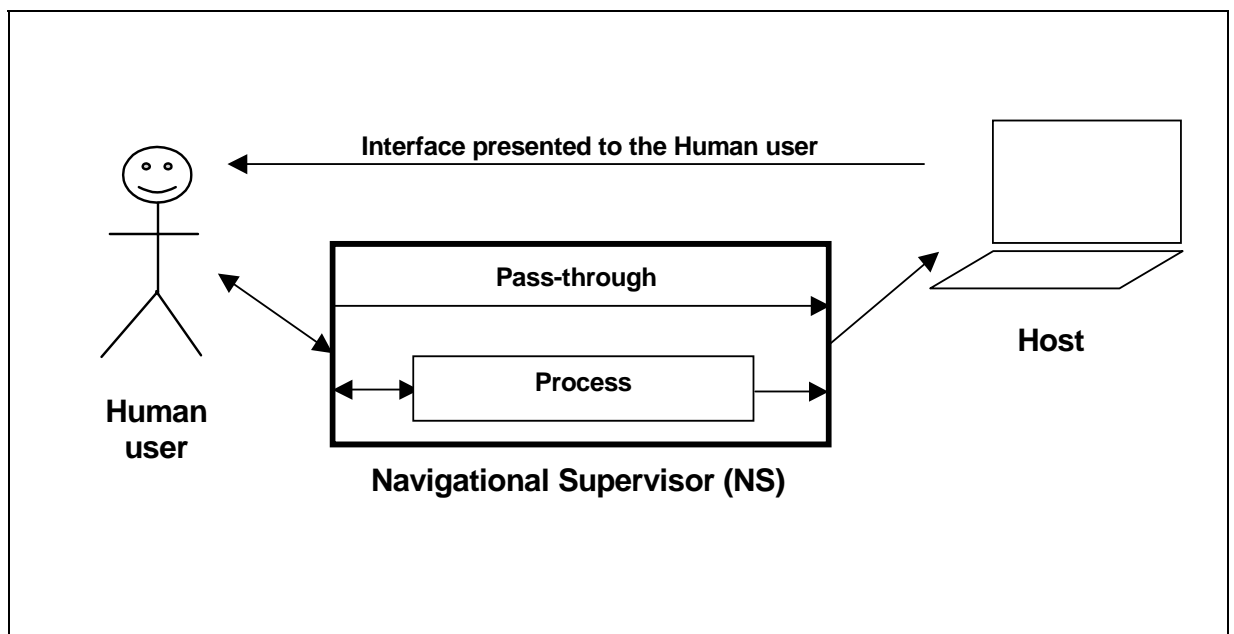 Interface presented to the Human user
Pass-through
Process
Host
Human
user
Navigational Supervisor (NS)